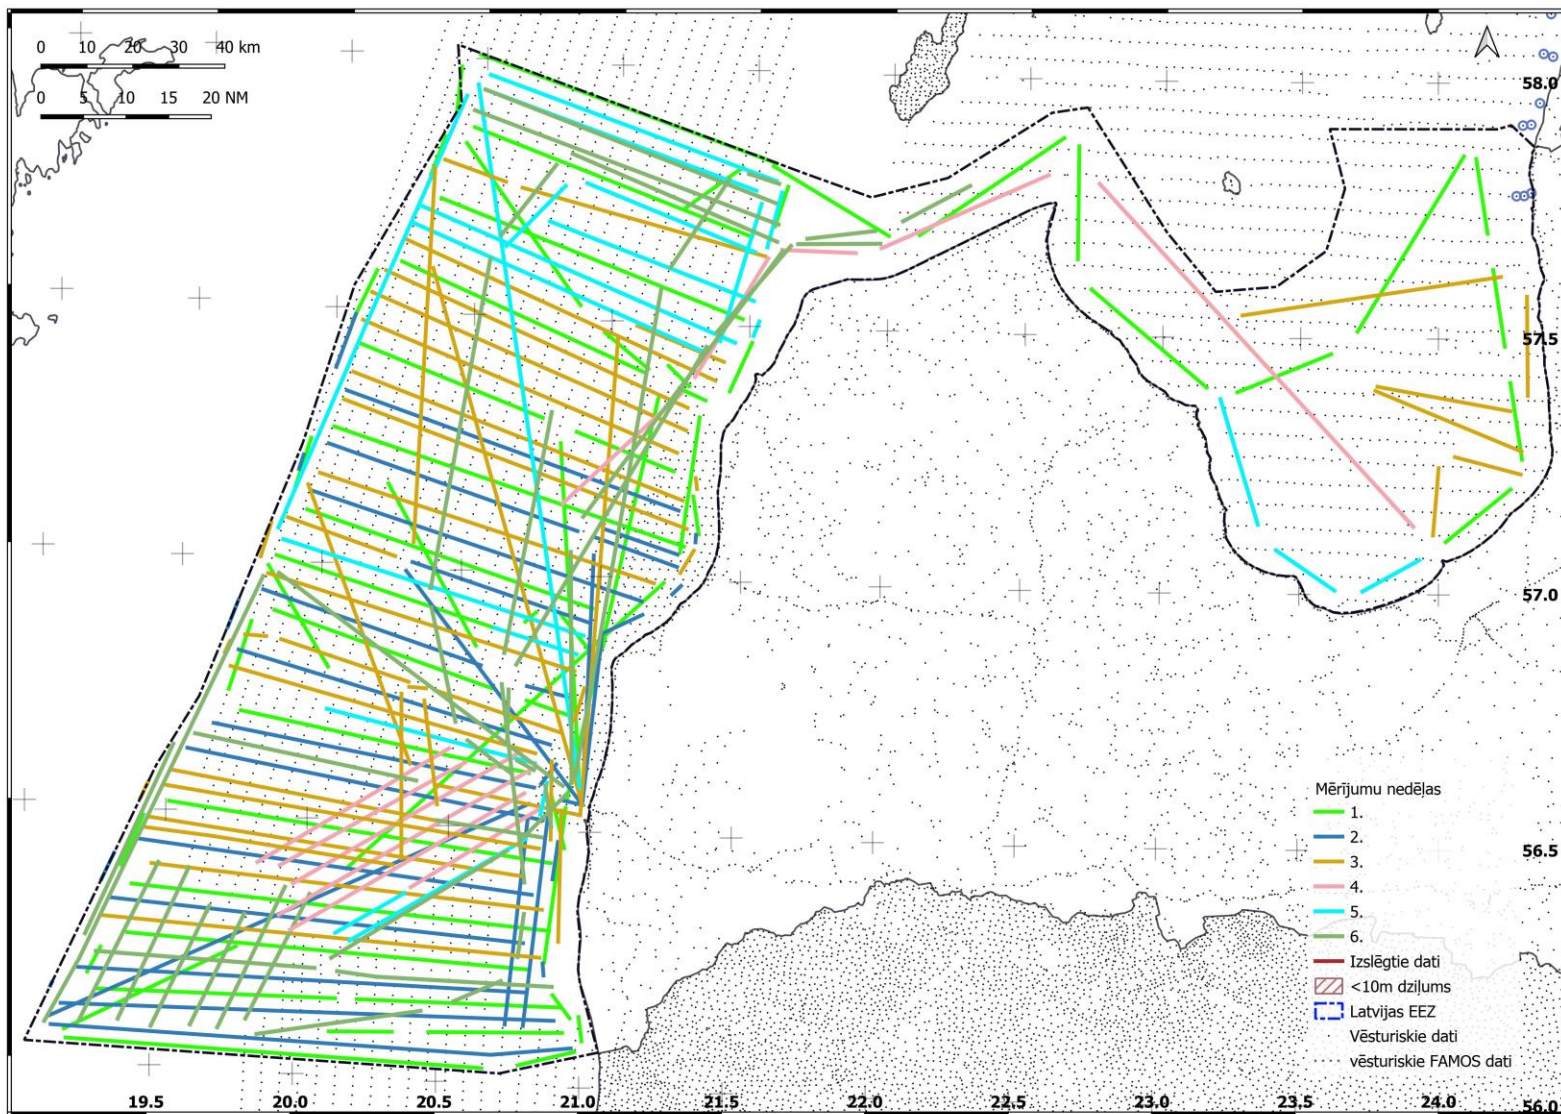 0 10 20 30 40 km
0 5 10 15 20 NM
58.0
57.5
57.0
56.5
56.0
Mērījumu nedēļas
1.
2.
3.
4.
5.
6.
Izslēgtie dati
<10m dziļums
Latvijas EEZ
Vēsturiskie dati
vēsturiskie FAMOS dati
19.5 20.0 20.5 21.0 21.5 22.0 22.5 23.0 23.5 24.0